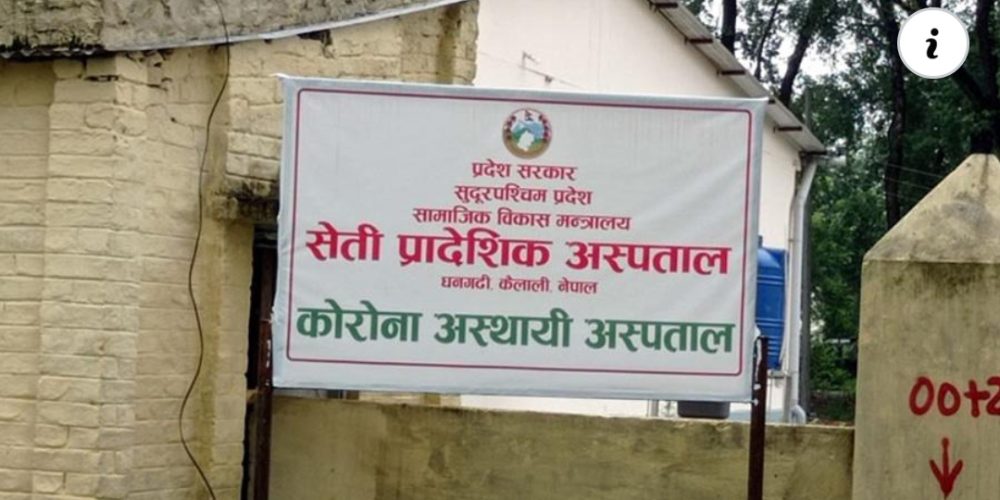 प्रदेश सरकार
सुदूरपश्चिम प्रदेश
सामाजिक विकास मन्त्रालय
सेती प्रादेशिक अस्पताल
धनगढी, कैलाली, नेपाल
कोरोना अस्थायी अस्पताल
00+2